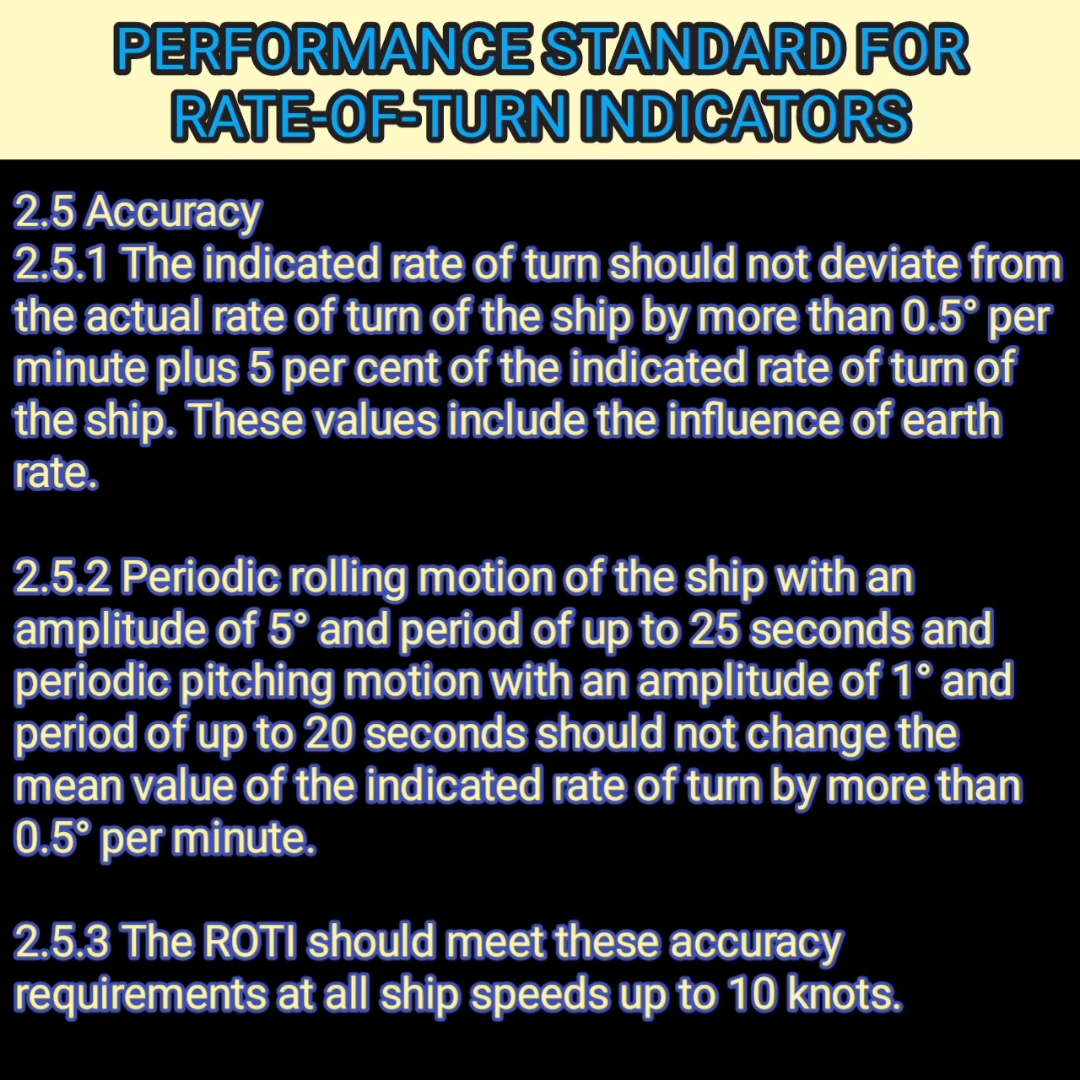 PERFORMANCE STANDARD FOR
RATE-OF-TURN INDICATORS
2.5 Accuracy
2.5.1 The indicated rate of turn should not deviate from
the actual rate of turn of the ship by more than 0.5° per
minute plus 5 per cent of the indicated rate of turn of
the ship. These values include the influence of earth
rate.
2.5.2 Periodic rolling motion of the ship with an
amplitude of 5° and period of up to 25 seconds and
periodic pitching motion with an amplitude of 1° and
period of up to 20 seconds should not change the
mean value of the indicated rate of turn by more than
0.5° per minute.
2.5.3 The ROTI should meet these accuracy
requirements at all ship speeds up to 10 knots.